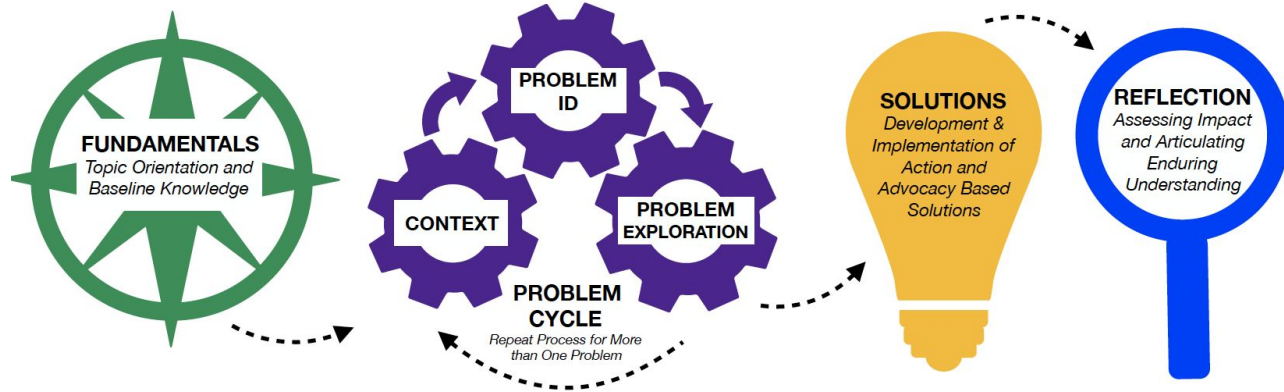 FUNDAMENTALS
Topic Orientation and
Baseline Knowledge
PROBLEM
ID
CONTEXT
PROBLEM
EXPLORATION
PROBLEM
CYCLE
Repeat Process for More
than One Problem
SOLUTIONS
Development &
Implementation of
Action and
Advocacy Based
Solutions
REFLECTION
Assessing Impact
and Articulating
Enduring
Understanding